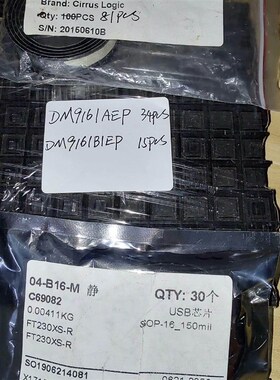 Brand: Cirrus Logic
Qty: 100PCS 81pcs
S/N: 20150610B
DM9161AEP 34pcs
DM9161BIEP 15pcs
04-B16-M 静
QTY: 30个
C69082
USB芯片
0.00411KG
SOP-16_150mil
FT230XS-R
FT230XS-R
SO1906214081